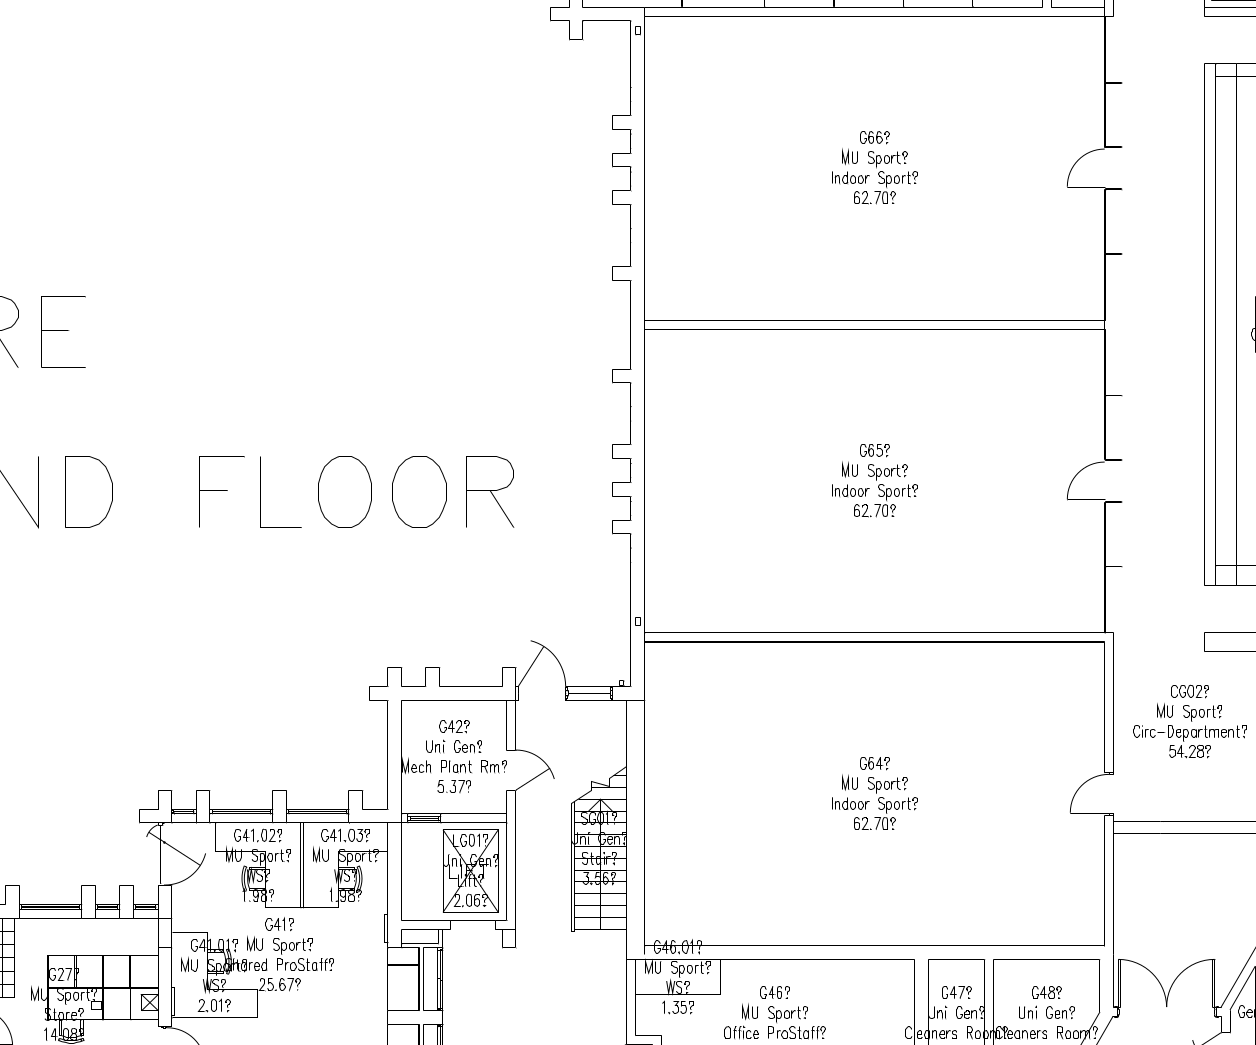 G66?
MU Sport?
Indoor Sport?
62.70?
RE
G65?
MU Sport?
Indoor Sport?
62.70?
ND FLOOR
CG02?
MU Sport?
Circ-Department?
54.28?
G42?
Uni Gen?
Mech Plant Rm?
5.37?
G64?
MU Sport?
Indoor Sport?
62.70?
SG01?
Uni Gen?
Stair?
3.56?
G41.02?
MU Sport?
WS?
1.98?
G41.03?
MU Sport?
WS?
1.98?
LG01?
Uni Gen?
Lift?
2.06?
G41?
MU Sport?
Shared ProStaff?
25.67?
G41.01?
MU Sport?
WS?
2.01?
G27?
MU Sport?
Store?
14.08?
G46.01?
MU Sport?
WS?
1.35?
G46?
MU Sport?
Office ProStaff?
G47?
Uni Gen?
Cleaners Room?
G48?
Uni Gen?
Cleaners Room?
Ge